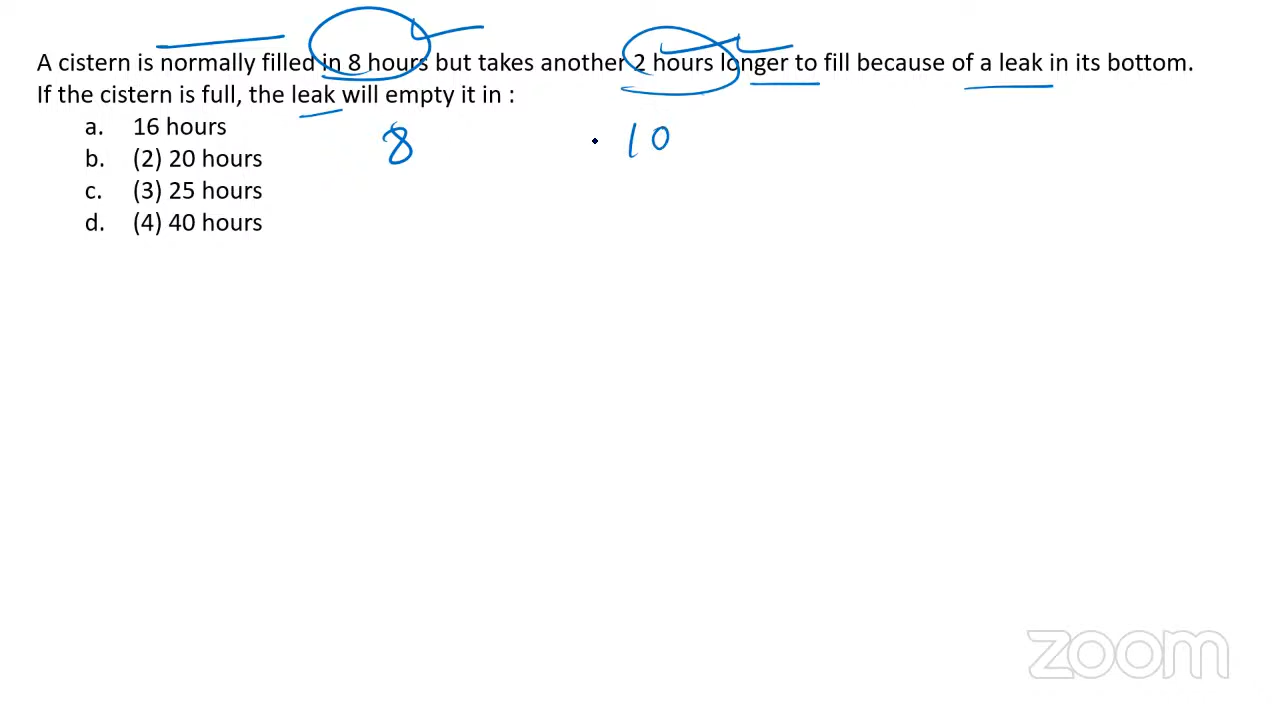 A cistern is normally filled in 8 hours but takes another 2 hours longer to fill because of a leak in its bottom.
If the cistern is full, the leak will empty it in :
a. 16 hours
b. (2) 20 hours
c. (3) 25 hours
d. (4) 40 hours
8 10
zoom